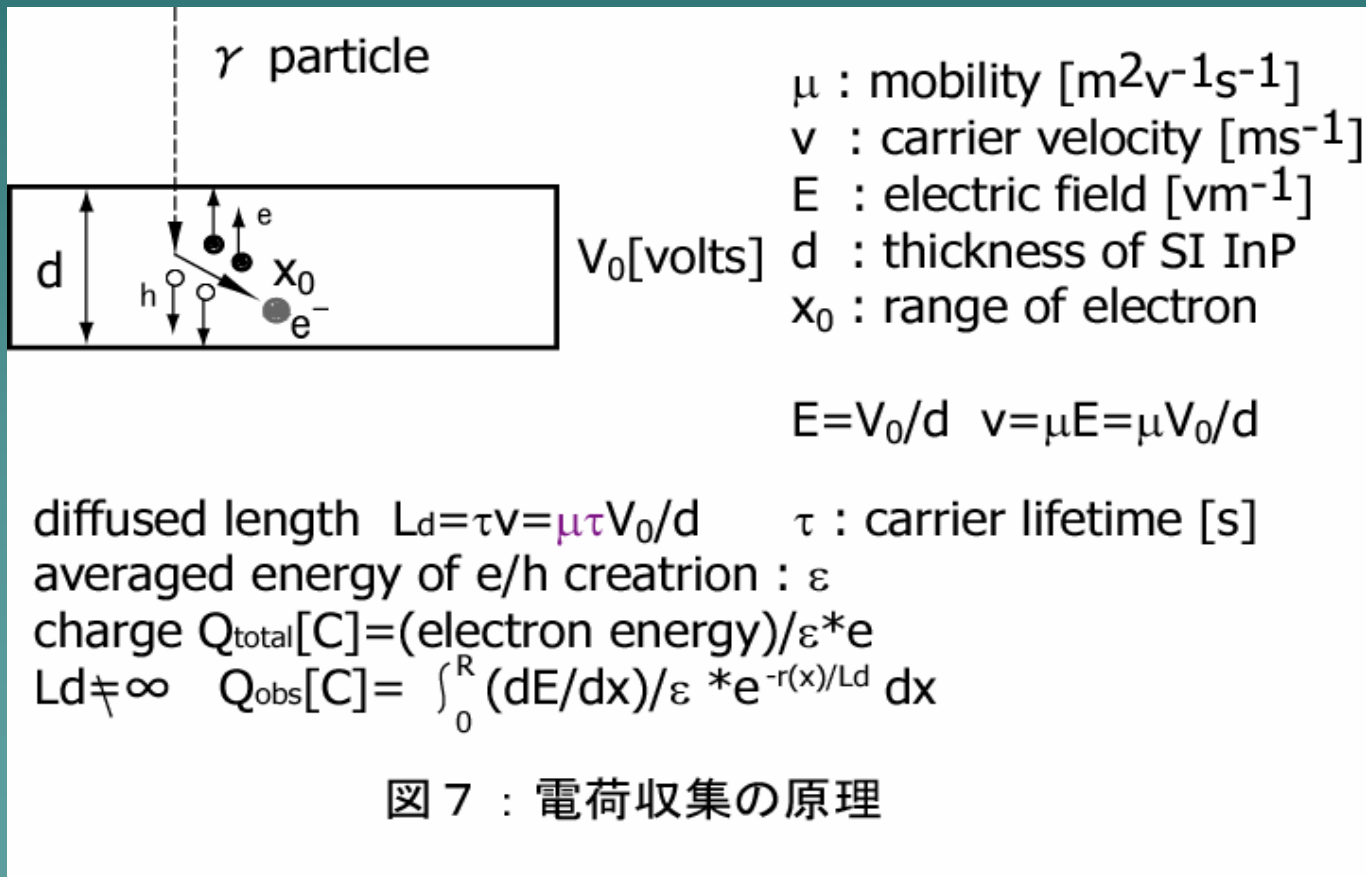 γ particle
μ : mobility [m2v-1s-1]
v : carrier velocity [ms-1]
E : electric field [vm-1]
d : thickness of SI InP
x0 : range of electron
d
e
h
x0
e−
V0[volts]
E=V0/d v=μE=μV0/d
diffused length Ld=τv=μτV0/d τ : carrier lifetime [s]
averaged energy of e/h creatrion : ε
charge Qtotal[C]=(electron energy)/ε*e
Ld≠∞ Qobs[C]= ∫0R (dE/dx)/ε *e-r(x)/Ld dx
図7 : 電荷収集の原理